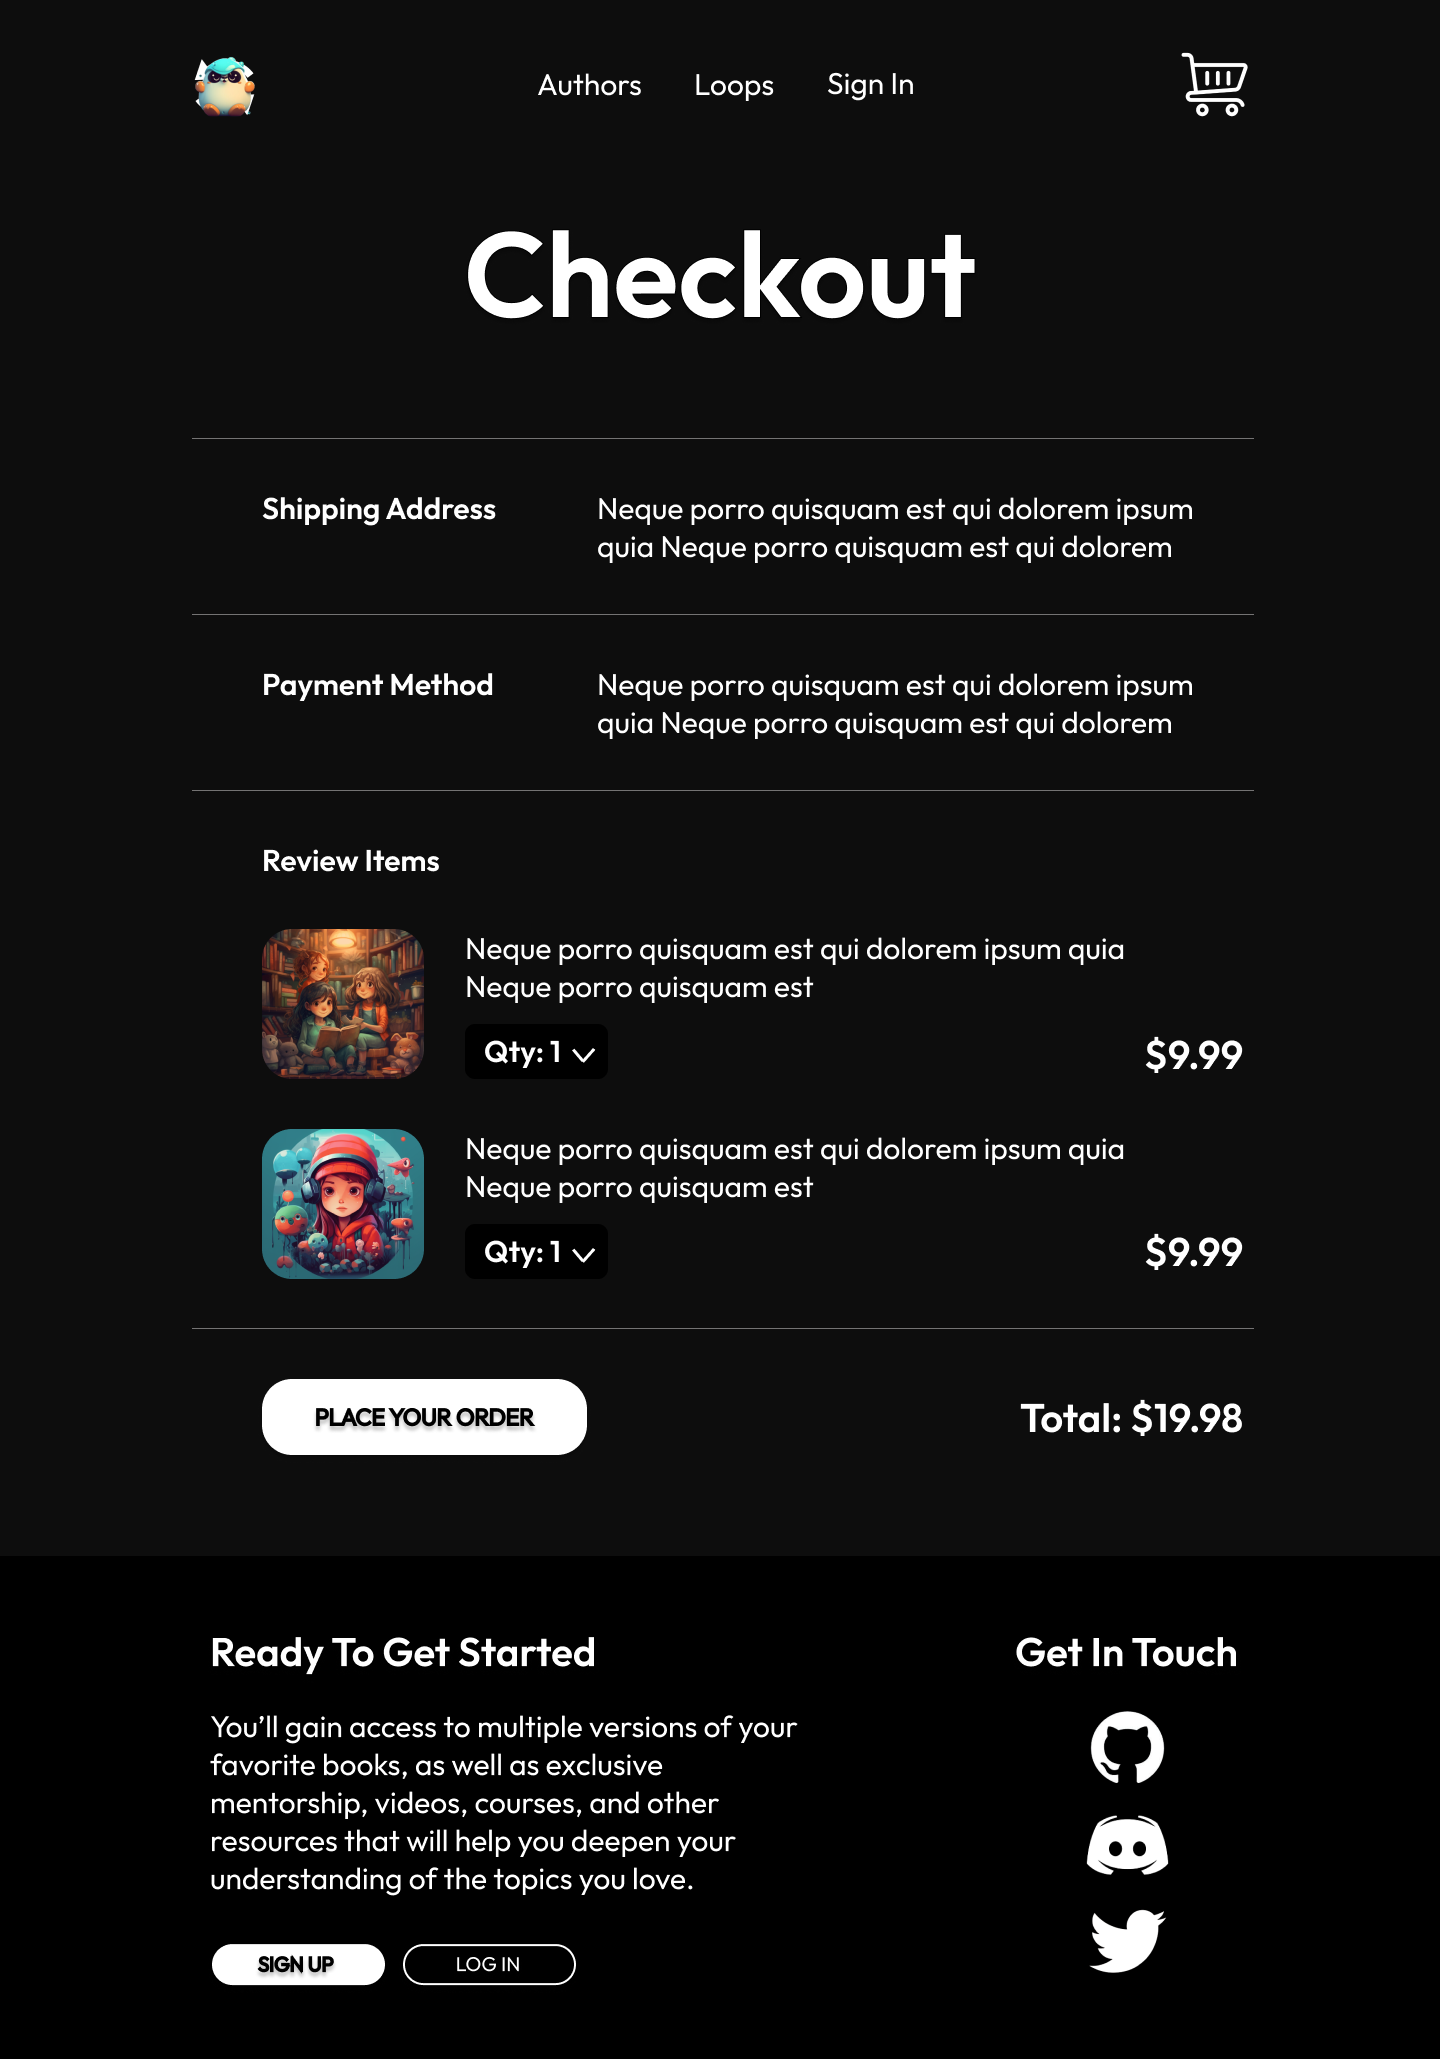 Authors Loops Sign In
Checkout
Shipping Address
Neque porro quisquam est qui dolorem ipsum
quia Neque porro quisquam est qui dolorem
Payment Method
Neque porro quisquam est qui dolorem ipsum
quia Neque porro quisquam est qui dolorem
Review Items
Neque porro quisquam est qui dolorem ipsum quia
Neque porro quisquam est
Qty: 1
$9.99
Neque porro quisquam est qui dolorem ipsum quia
Neque porro quisquam est
Qty: 1
$9.99
PLACE YOUR ORDER
Total: $19.98
Ready To Get Started
You’ll gain access to multiple versions of your
favorite books, as well as exclusive
mentorship, videos, courses, and other
resources that will help you deepen your
understanding of the topics you love.
SIGN UP
LOG IN
Get In Touch